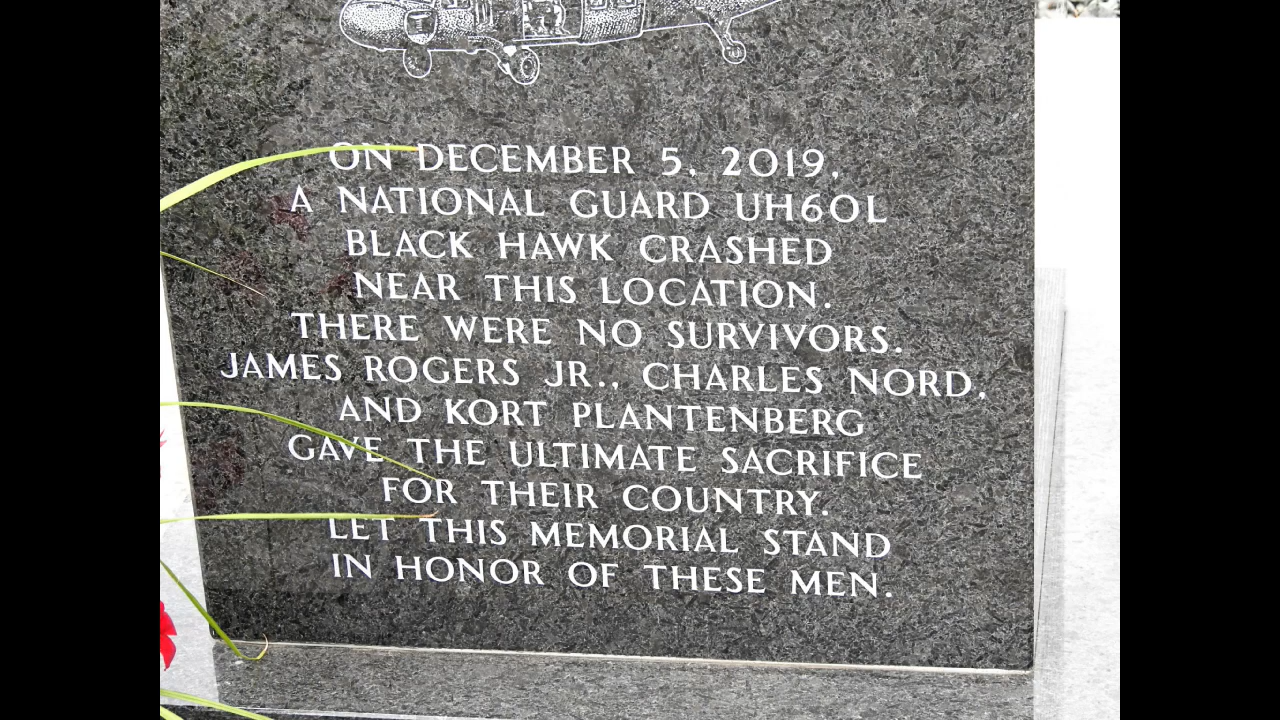 ON DECEMBER 5, 2019,
A NATIONAL GUARD UH60L
BLACK HAWK CRASHED
NEAR THIS LOCATION.
THERE WERE NO SURVIVORS.
JAMES ROGERS JR., CHARLES NORD,
AND KORT PLANTENBERG
GAVE THE ULTIMATE SACRIFICE
FOR THEIR COUNTRY.
LET THIS MEMORIAL STAND
IN HONOR OF THESE MEN.